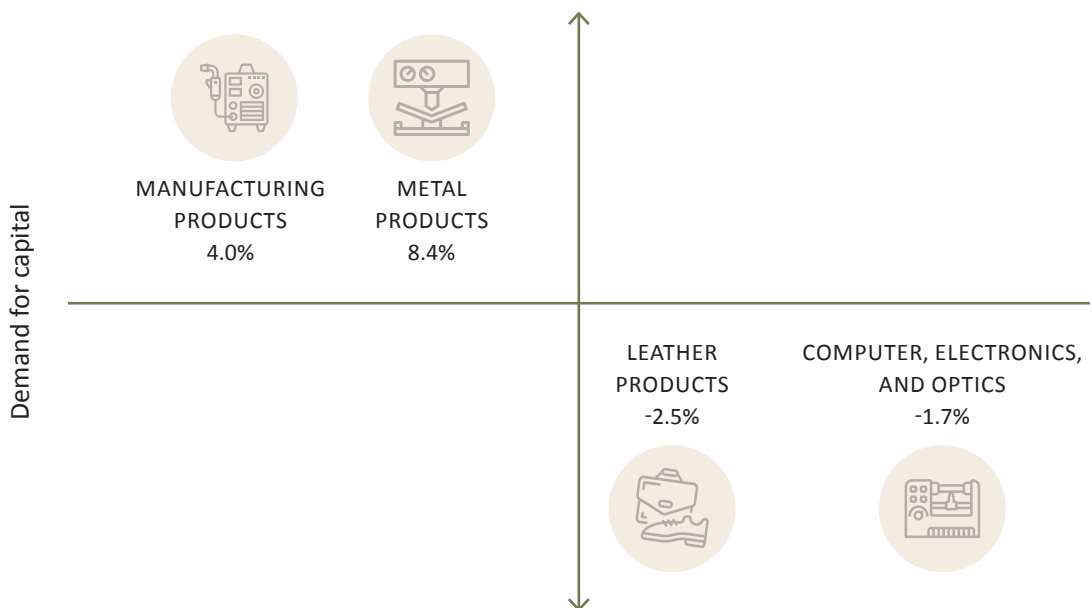 MANUFACTURING
PRODUCTS
4.0%
METAL
PRODUCTS
8.4%
Demand for capital
LEATHER
PRODUCTS
-2.5%
COMPUTER, ELECTRONICS,
AND OPTICS
-1.7%